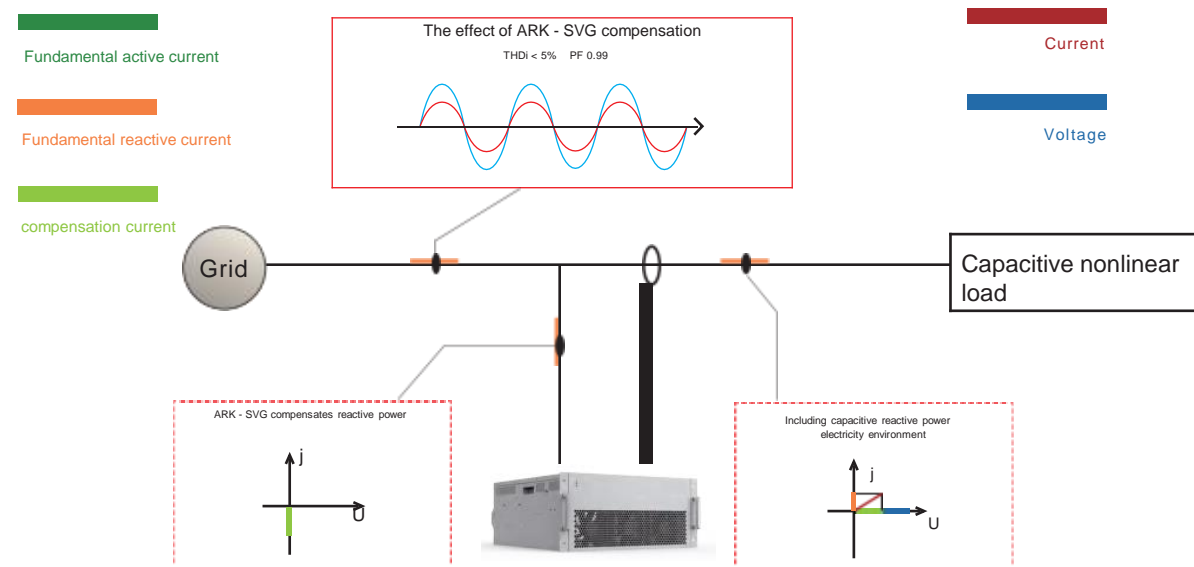 The effect of ARK - SVG compensation
THDi < 5% PF 0.99
Fundamental active current
Fundamental reactive current
compensation current
Current
Voltage
Grid
Capacitive nonlinear
load
ARK - SVG compensates reactive power
j
U
Including capacitive reactive power
electricity environment
j
U